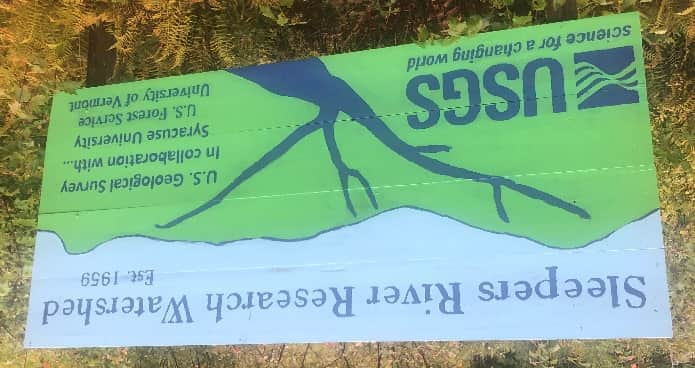 Sleepers River Research Watershed
Est. 1959
U.S. Geological Survey
In collaboration with...
Syracuse University
U.S. Forest Service
University of Vermont
USGS
science for a changing world